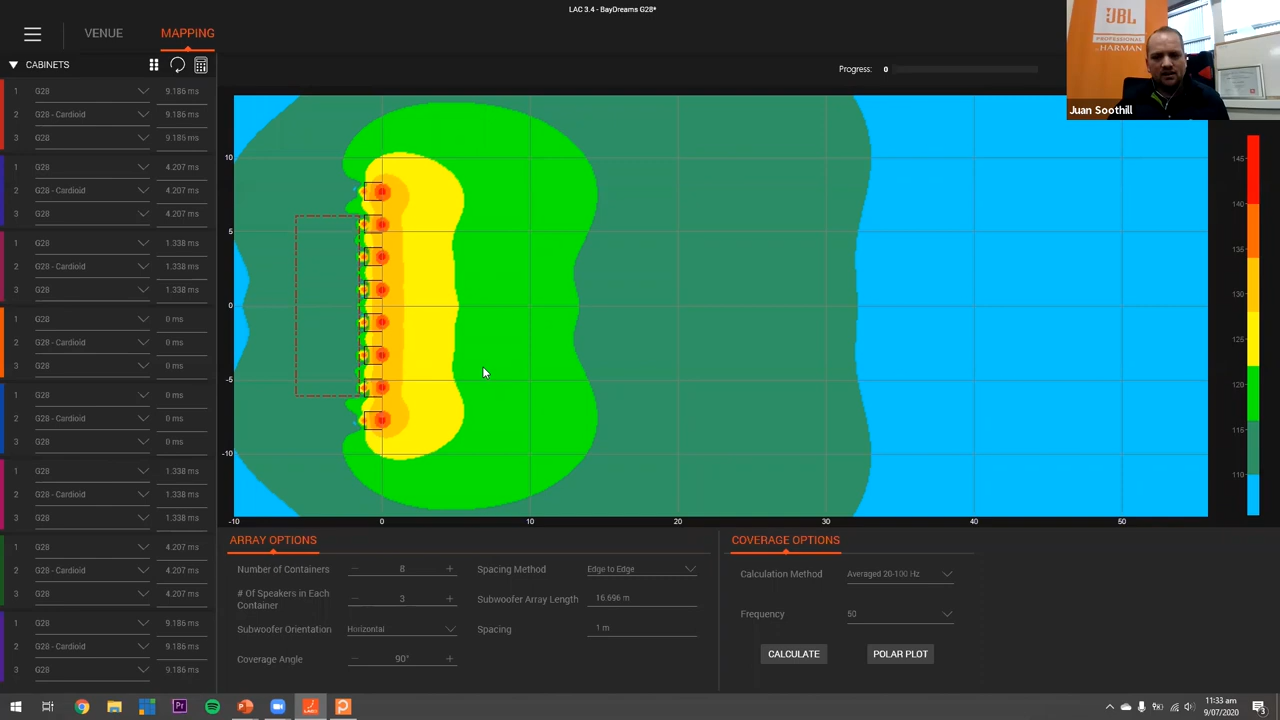 LAC 3.4 - BayDreams G28*
VENUE
MAPPING
CABINETS
Progress: 0
1 G28 9.186 ms
2 G28 - Cardioid 9.186 ms
3 G28 9.186 ms
1 G28 4.207 ms
2 G28 - Cardioid 4.207 ms
3 G28 4.207 ms
1 G28 1.338 ms
2 G28 - Cardioid 1.338 ms
3 G28 1.338 ms
1 G28 0 ms
2 G28 - Cardioid 0 ms
3 G28 0 ms
1 G28 0 ms
2 G28 - Cardioid 0 ms
3 G28 0 ms
1 G28 1.338 ms
2 G28 - Cardioid 1.338 ms
3 G28 1.338 ms
1 G28 4.207 ms
2 G28 - Cardioid 4.207 ms
3 G28 4.207 ms
1 G28 9.186 ms
2 G28 - Cardioid 9.186 ms
3 G28 9.186 ms
10
5
0
-5
-10
-10 0 10 20 30 40 50
145
140
135
130
125
120
116
110
JBL
PROFESSIONAL
BY HARMAN
Juan Soothill
ARRAY OPTIONS
Number of Containers − 8 +
# Of Speakers in Each
Container − 3 +
Subwoofer Orientation Horizontal
Coverage Angle − 90° +
Spacing Method Edge to Edge
Subwoofer Array Length 16.696 m
Spacing 1 m
COVERAGE OPTIONS
Calculation Method Averaged 20-100 Hz
Frequency 50
CALCULATE
POLAR PLOT
11:33 am
9/07/2020